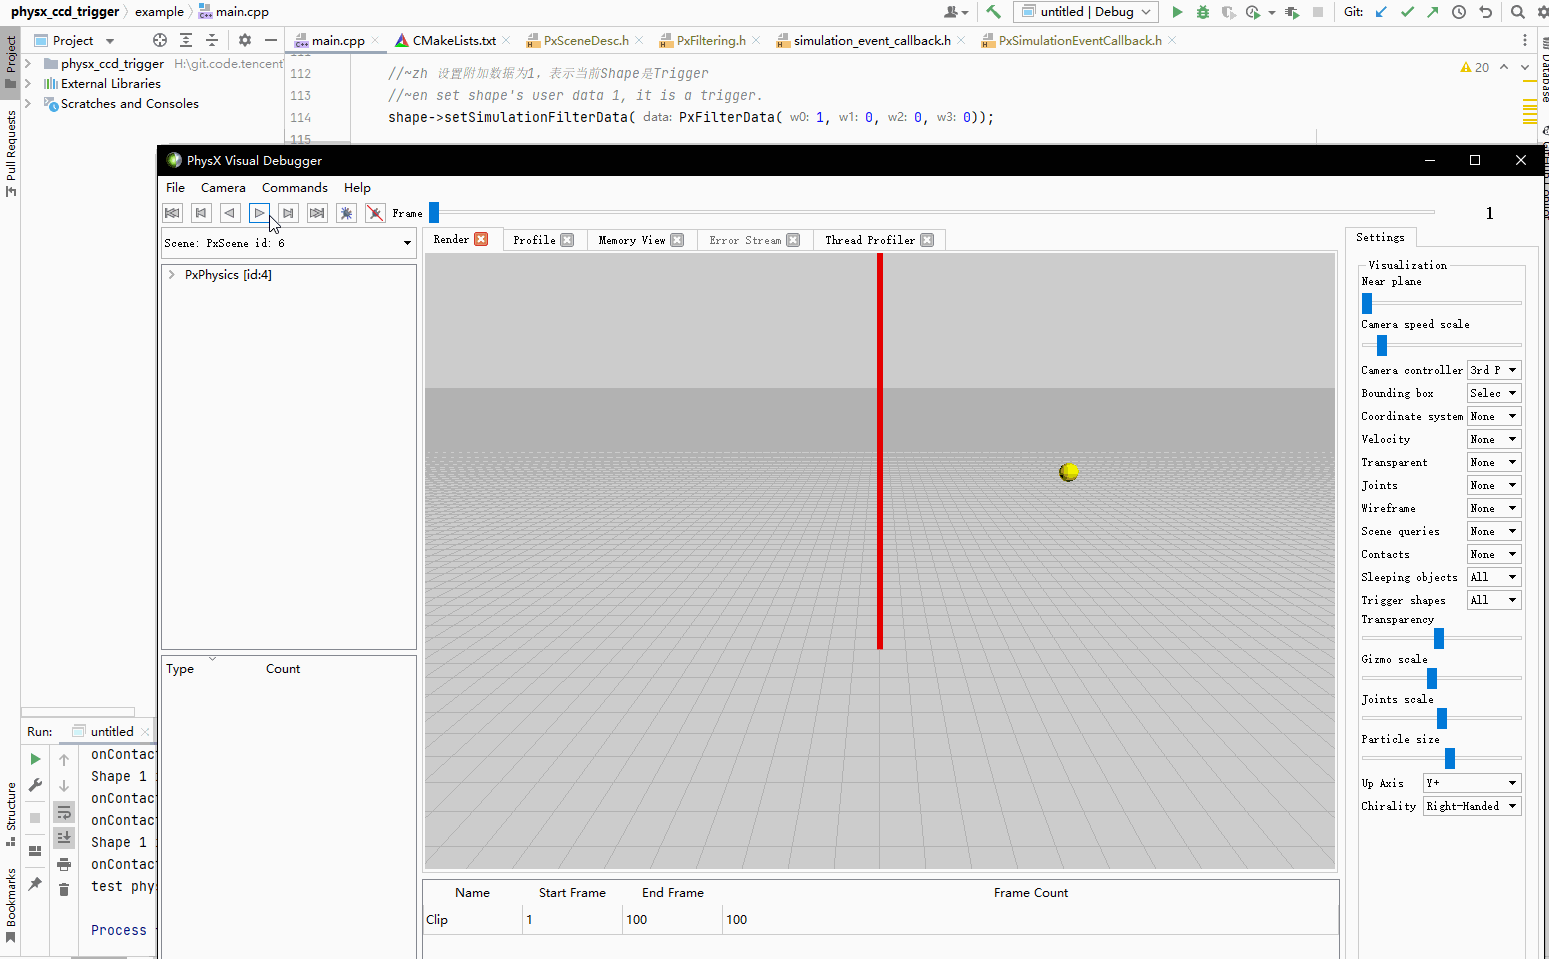 physx_ccd_trigger
example
main.cpp
untitled | Debug
Git:
Project
main.cpp
CMakeLists.txt
PxSceneDesc.h
PxFiltering.h
simulation_event_callback.h
PxSimulationEventCallback.h
Project
Pull Requests
Structure
Bookmarks
Database
physx_ccd_trigger H:\git.code.tencent
External Libraries
Scratches and Consoles
112 //~zh 设置附加数据为1，表示当前Shape是Trigger
113 //~en set shape's user data 1, it is a trigger.
114 shape->setSimulationFilterData( data: PxFilterData( w0: 1, w1: 0, w2: 0, w3: 0));
115
20
PhysX Visual Debugger
File Camera Commands Help
Frame
1
Scene: PxScene id: 6
PxPhysics [id:4]
Type Count
Render Profile Memory View Error Stream Thread Profiler
Settings
Visualization
Near plane
Camera speed scale
Camera controller 3rd P
Bounding box Selec
Coordinate system None
Velocity None
Transparent None
Joints None
Wireframe None
Scene queries None
Contacts None
Sleeping objects All
Trigger shapes All
Transparency
Gizmo scale
Joints scale
Particle size
Up Axis Y+
Chirality Right-Handed
Name Start Frame End Frame Frame Count
Clip 1 100 100
Run: untitled
onContac
Shape 1
onContac
onContac
Shape 1
onContac
test phy
Process